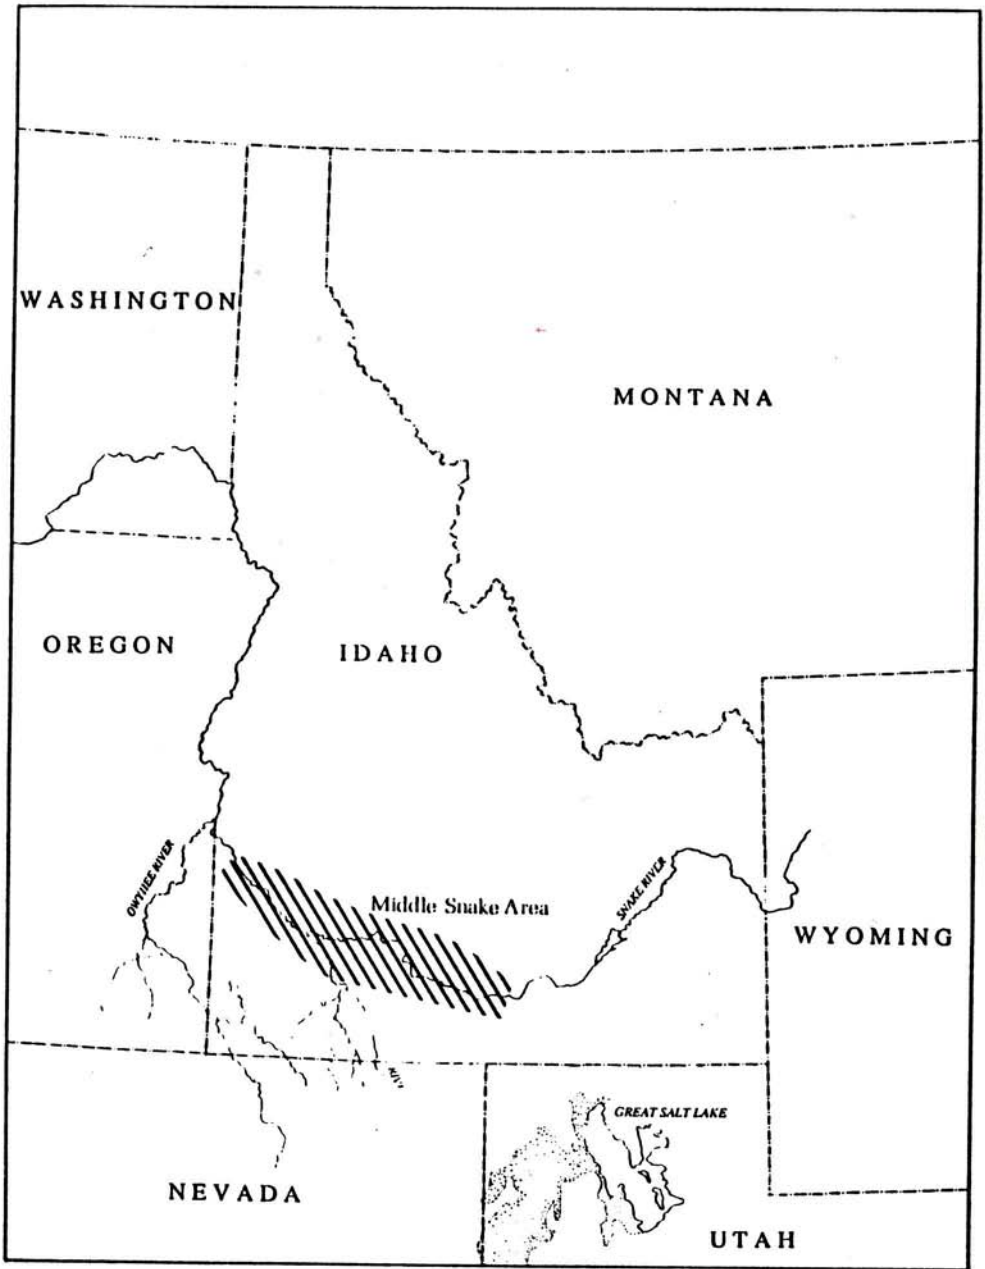 WASHINGTON
MONTANA
OREGON
IDAHO
OWYHEE RIVER
Middle Snake Area
SNAKE RIVER
WYOMING
GREAT SALT LAKE
NEVADA
UTAH